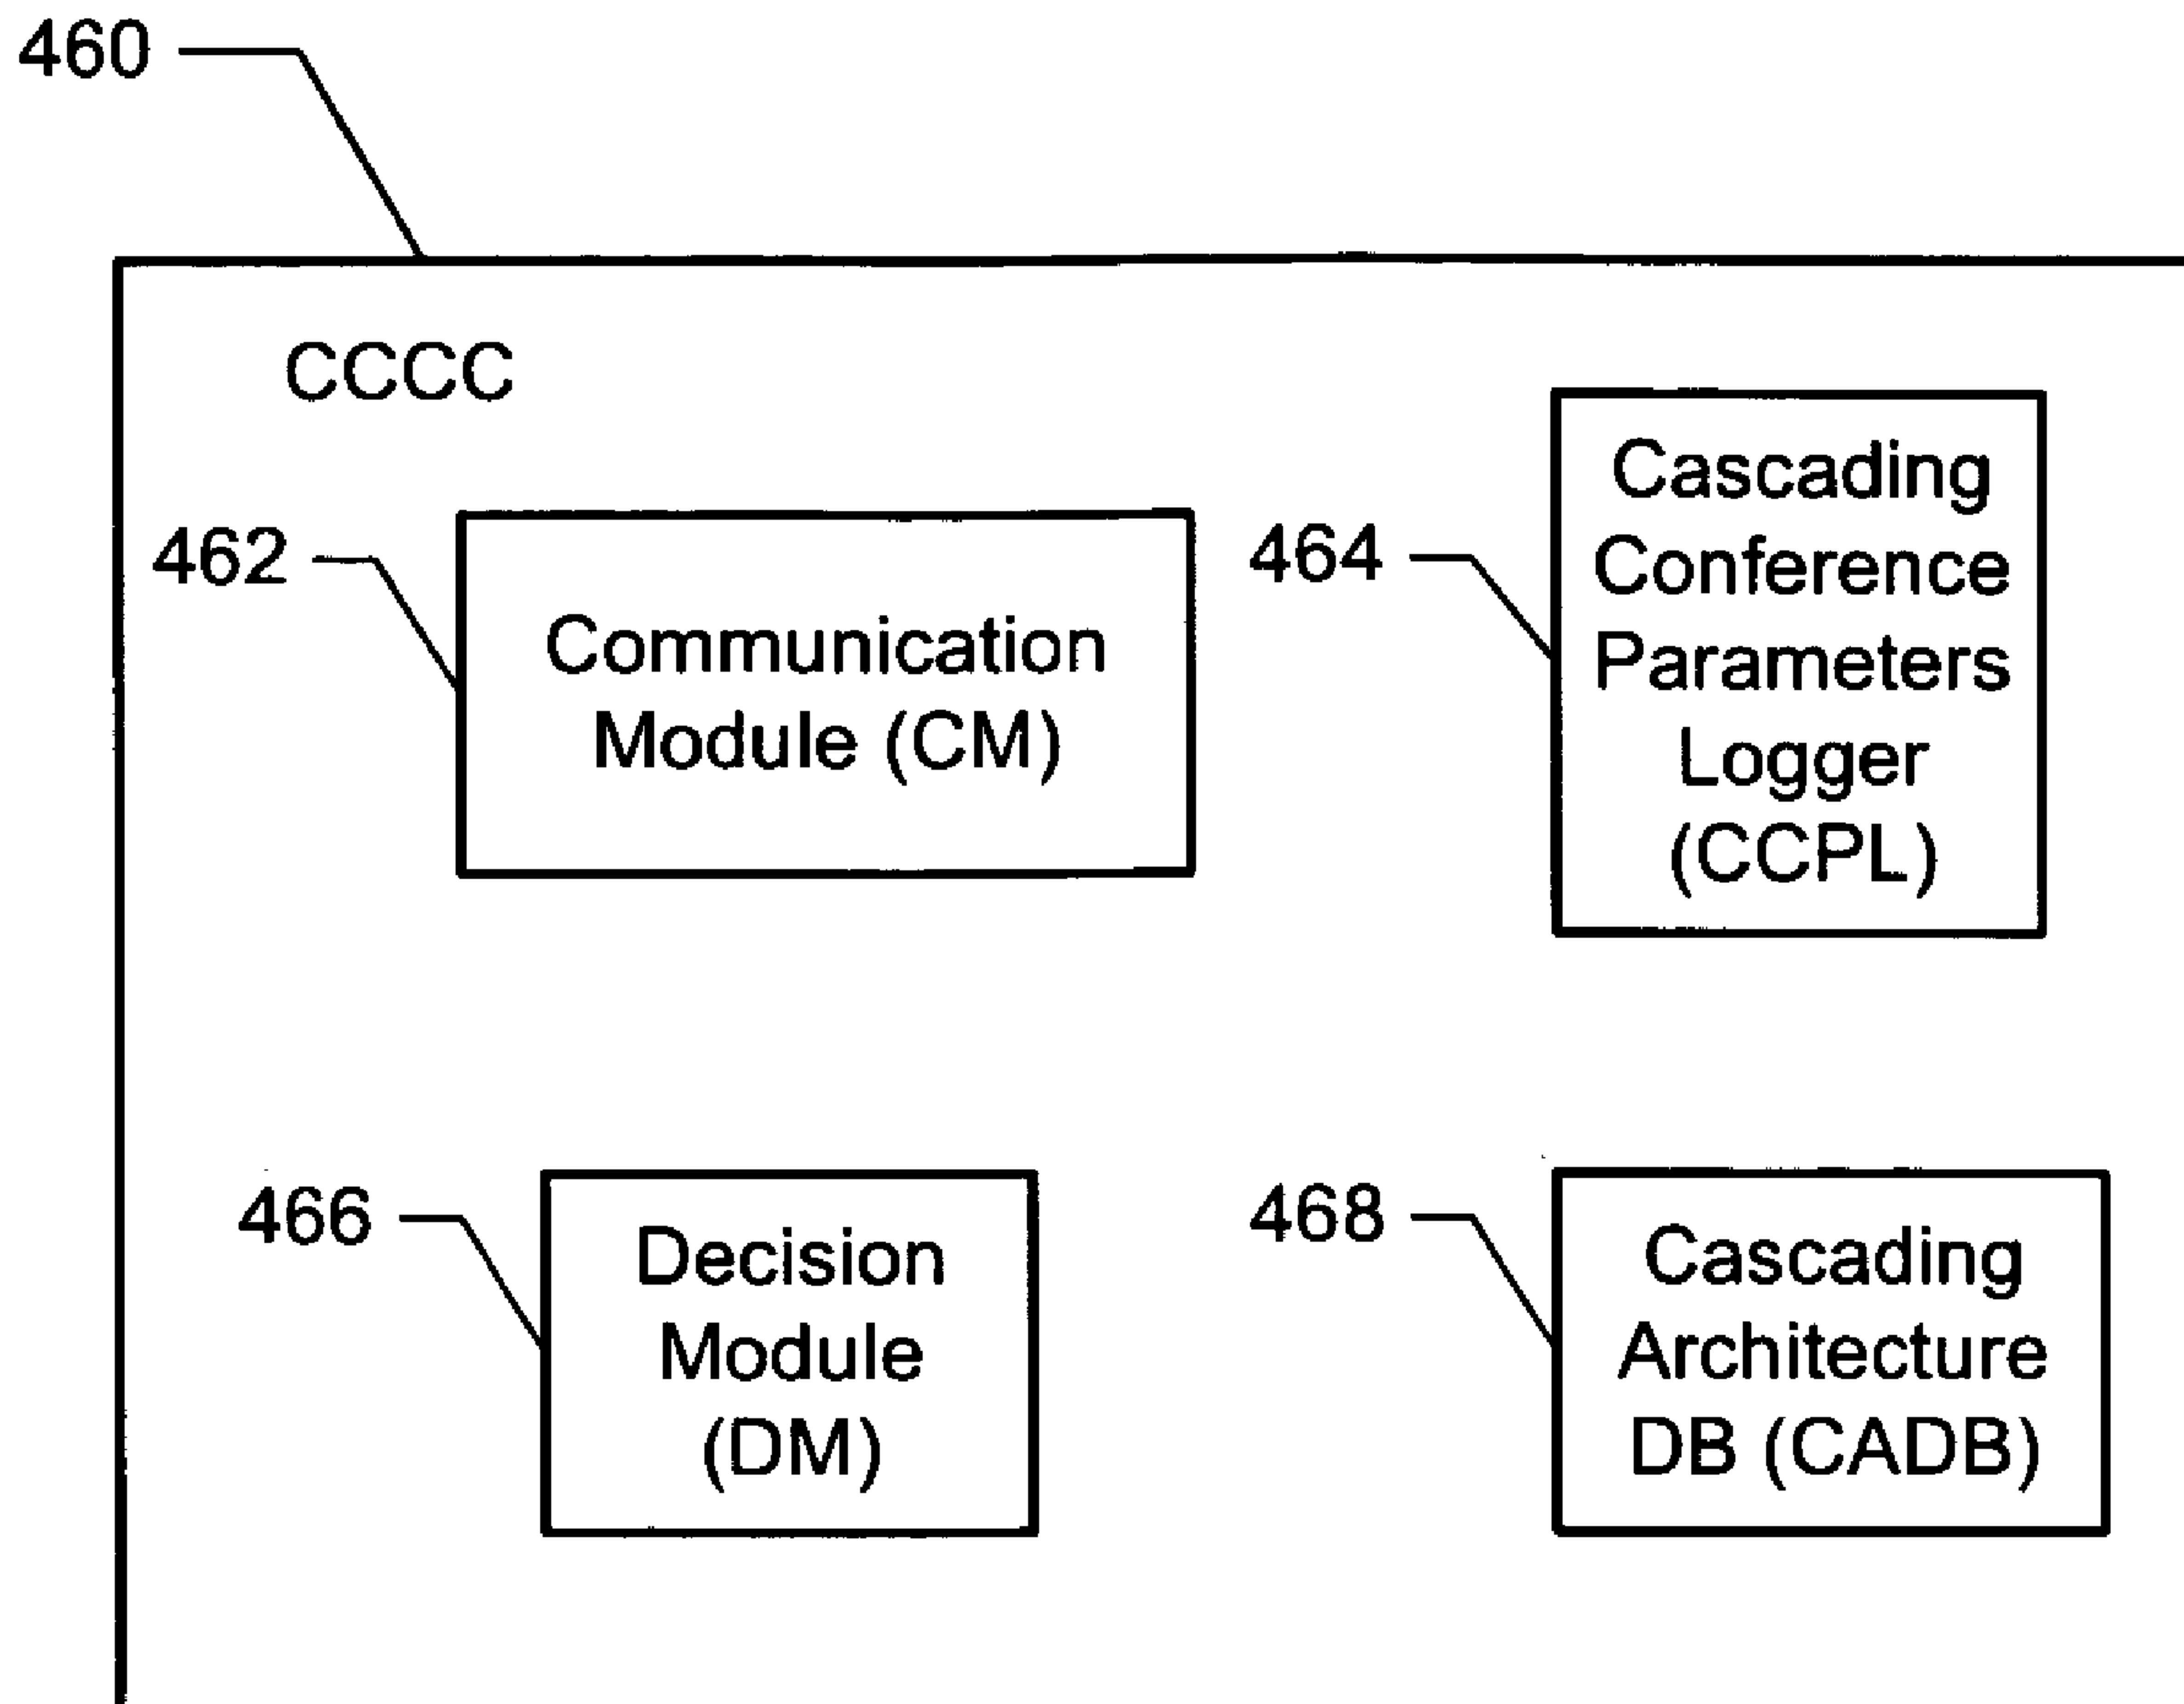 460
CCCC
462
Communication
Module (CM)
464
Cascading
Conference
Parameters
Logger
(CCPL)
466
Decision
Module
(DM)
468
Cascading
Architecture
DB (CADB)